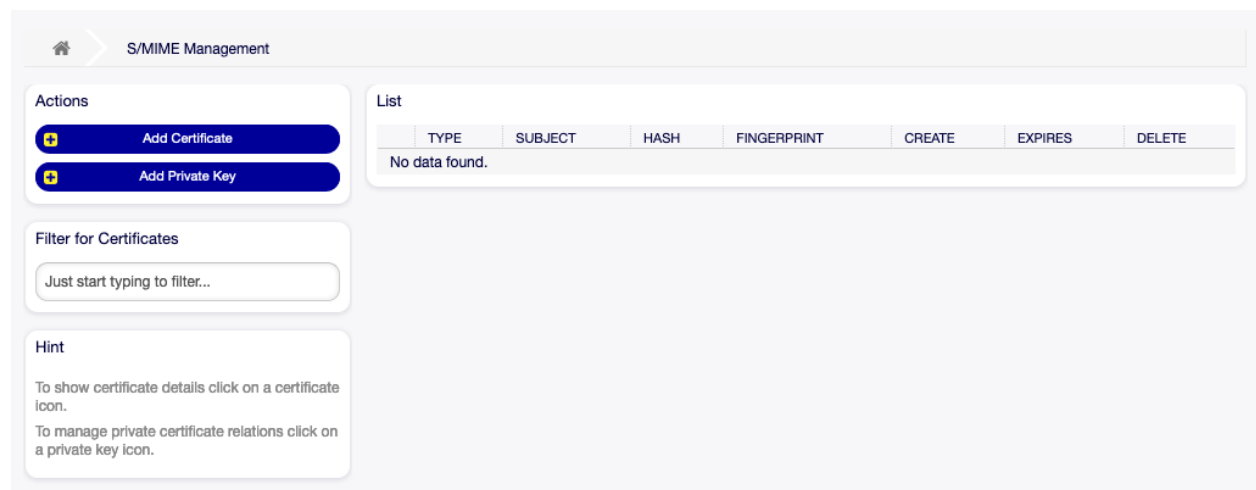 S/MIME Management
Actions
Add Certificate
Add Private Key
Filter for Certificates
Just start typing to filter...
Hint
To show certificate details click on a certificate
icon.
To manage private certificate relations click on
a private key icon.
List
TYPE SUBJECT HASH FINGERPRINT CREATE EXPIRES DELETE
No data found.